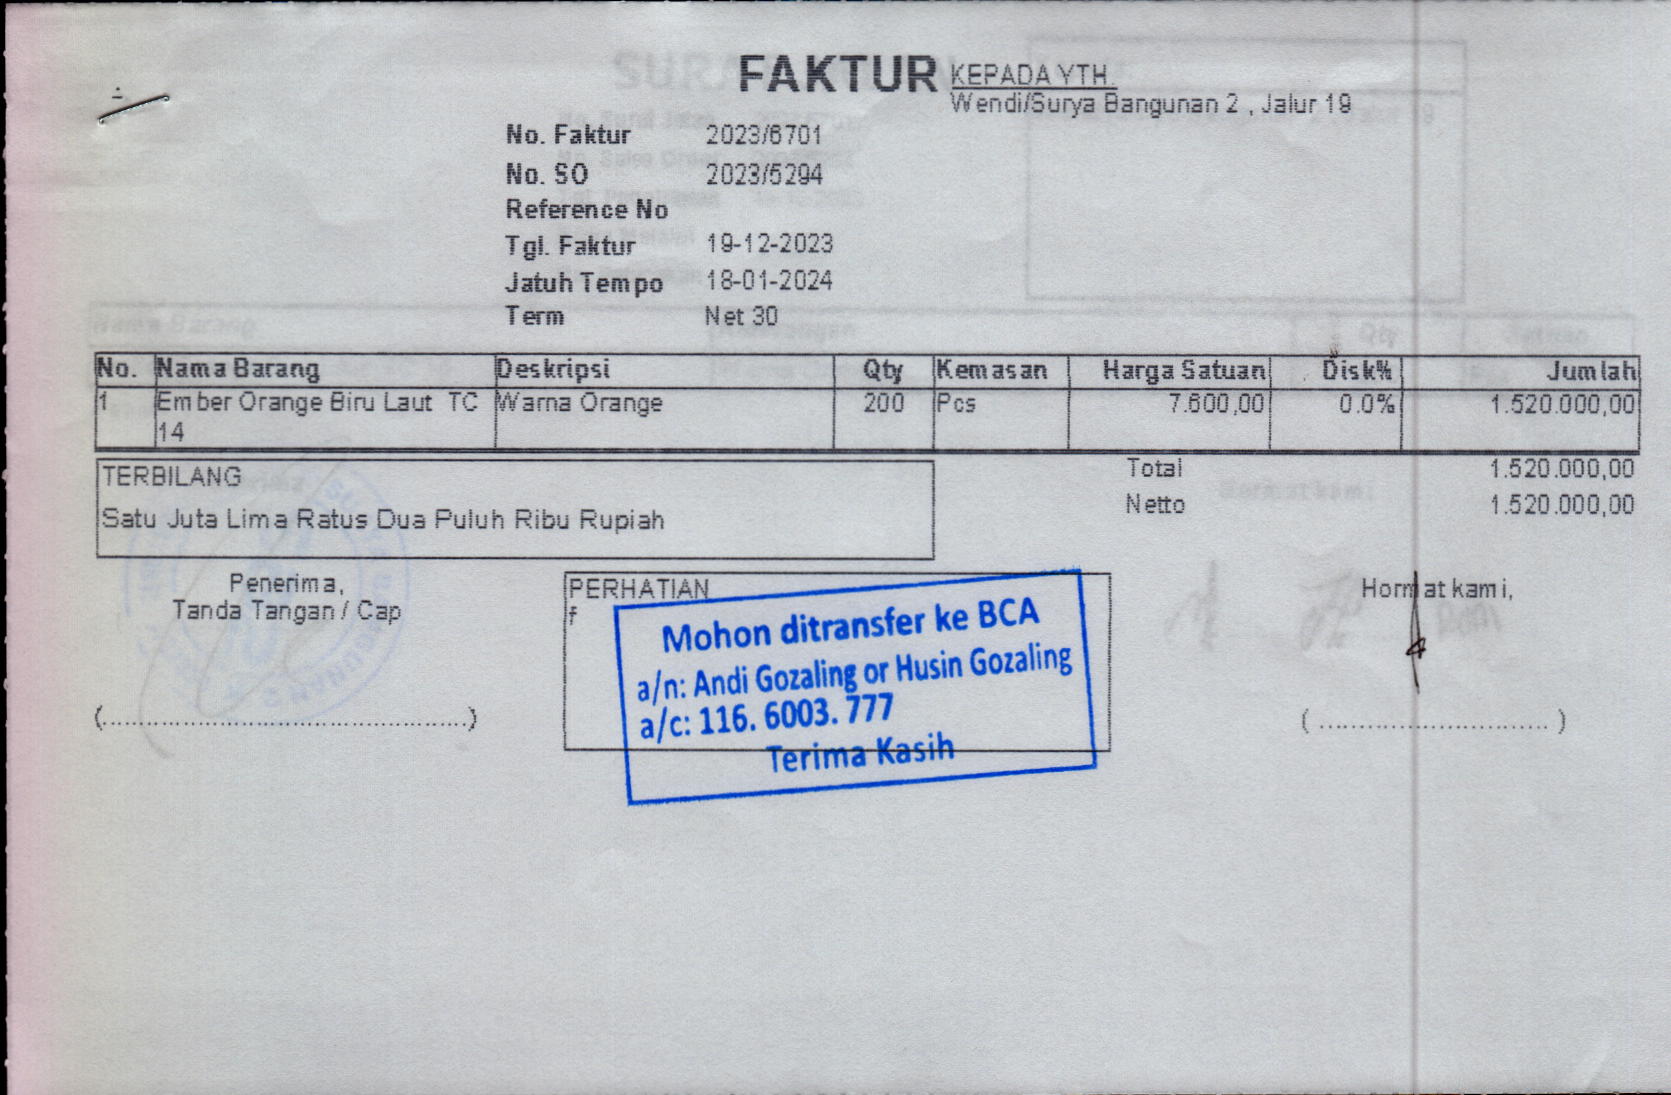 FAKTUR
KEPADA YTH.
Wendi/Surya Bangunan 2 , Jalur 19
No. Faktur 2023/6701
No. SO 2023/5294
Reference No
Tgl. Faktur 19-12-2023
Jatuh Tempo 18-01-2024
Term Net 30
No. Nama Barang Deskripsi Qty Kemasan Harga Satuan Disk% Jumlah
1 Ember Orange Biru Laut TC Warna Orange 200 Pcs 7.600,00 0.0% 1.520.000,00
14
TERBILANG
Satu Juta Lima Ratus Dua Puluh Ribu Rupiah
Total 1.520.000,00
Netto 1.520.000,00
Penerima,
Tanda Tangan / Cap
(..............................................)
PERHATIAN
f
Mohon ditransfer ke BCA
a/n: Andi Gozaling or Husin Gozaling
a/c: 116. 6003. 777
Terima Kasih
Hormat kami,
( ............................. )